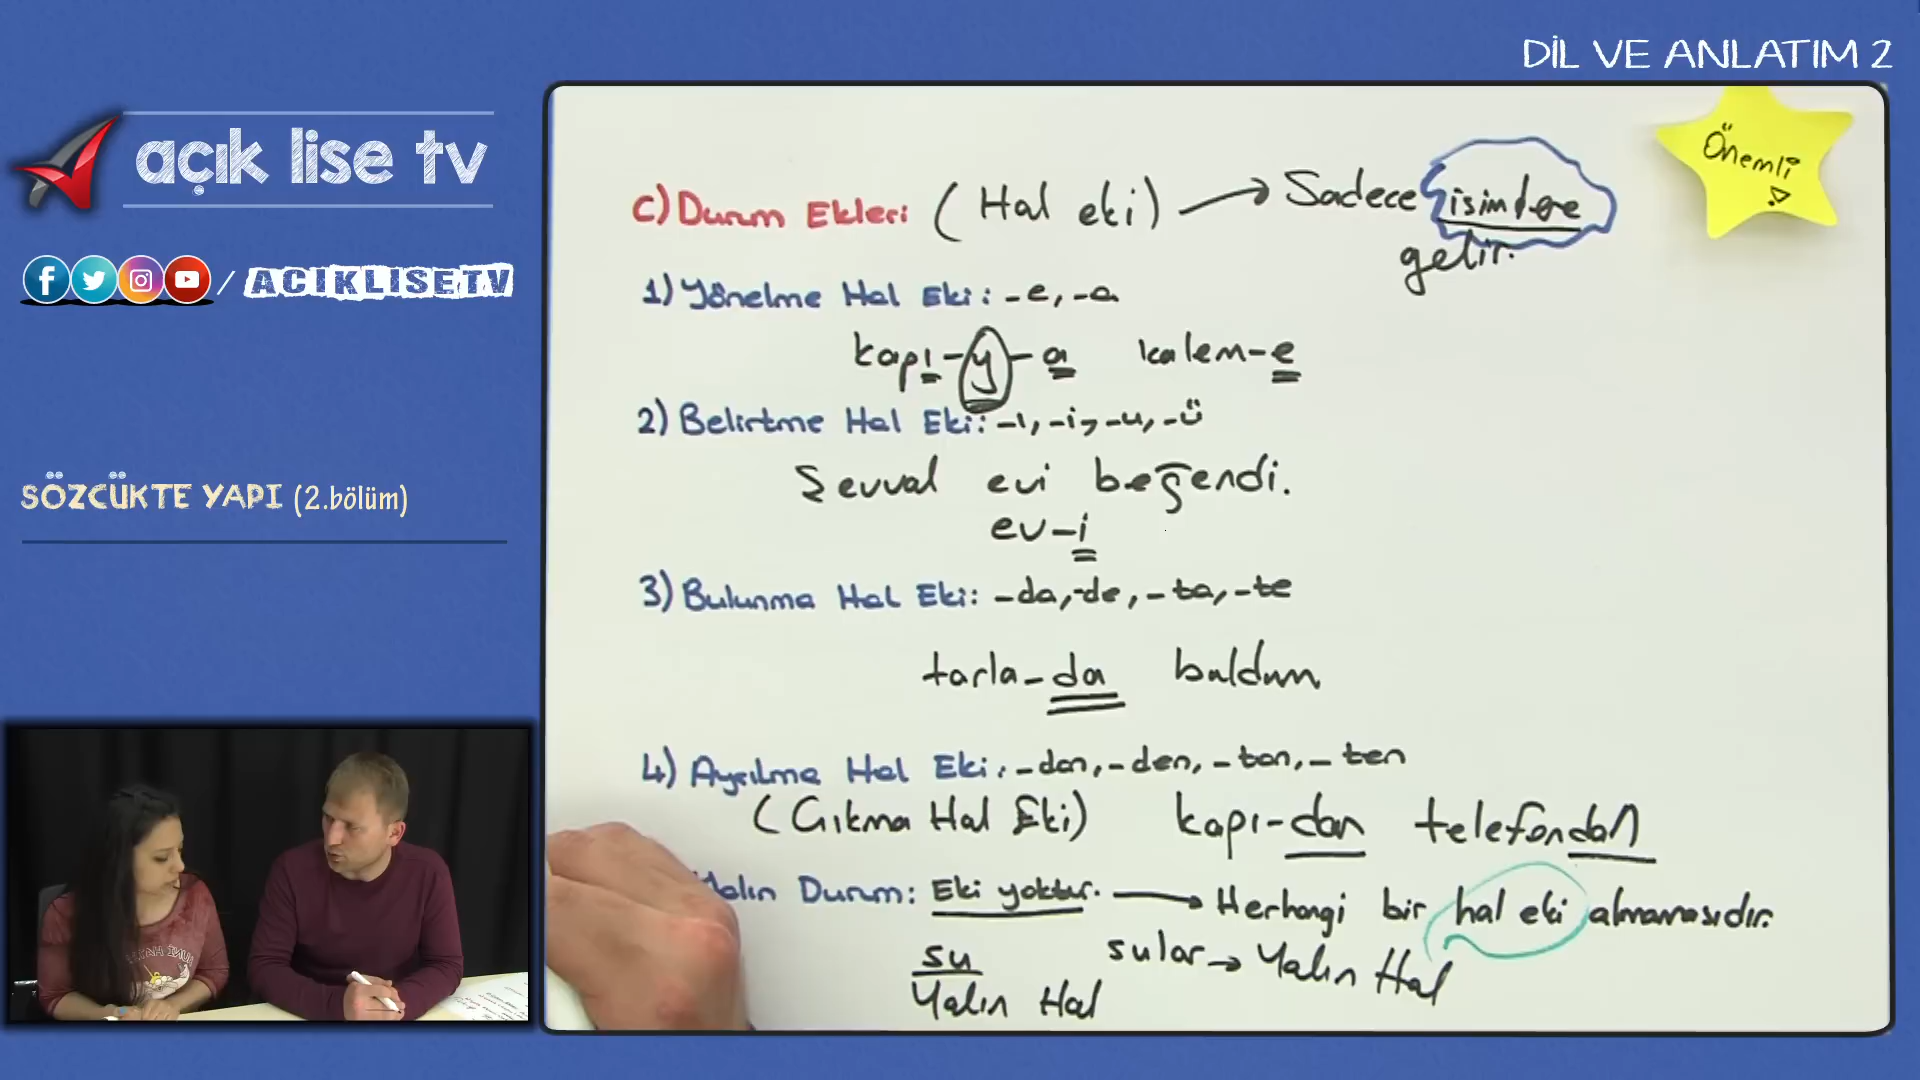 DİL VE ANLATIM 2
açık lise tv
/ ACIKLISETV
SÖZCÜKTE YAPI (2.bölüm)
Önemli
c) Durum Ekleri (Hal eki) → Sadece isimlere
gelir.
1) Yönelme Hal Eki: -e, -a
kapı-y-a kalem-e
2) Belirtme Hal Eki: -ı, -i, -u, -ü
Şevval evi beğendi.
ev-i
3) Bulunma Hal Eki: -da, -de, -ta, -te
tarla-da buldum
4) Ayrılma Hal Eki: -dan, -den, -tan, -ten
(Çıkma Hal Eki) kapı-dan telefondan
Durum: Eki yoktur. → Herhangi bir hal eki almamasıdır.
su sular → Yalın Hal
Yalın Hal